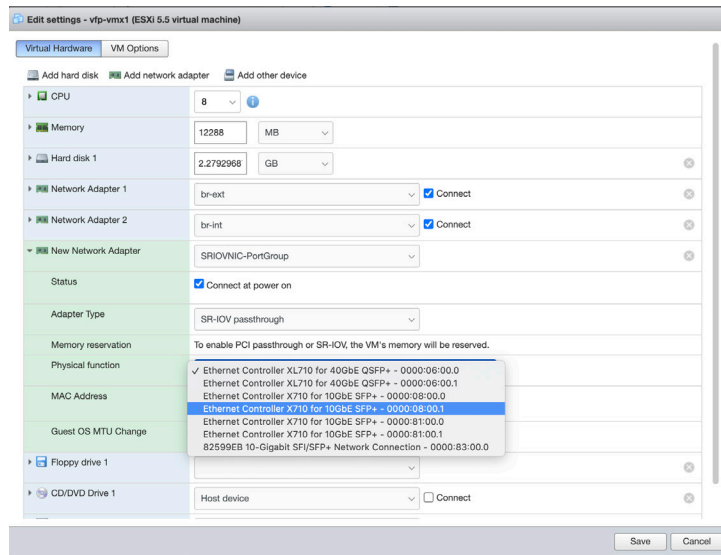 Edit settings - vfp-vmx1 (ESXi 5.5 virtual machine)
Virtual Hardware VM Options
Add hard disk Add network adapter Add other device
CPU 8
Memory 12288 MB
Hard disk 1 2.2792968 GB
Network Adapter 1 br-ext Connect
Network Adapter 2 br-int Connect
New Network Adapter SRIOVNIC-PortGroup
Status Connect at power on
Adapter Type SR-IOV passthrough
Memory reservation To enable PCI passthrough or SR-IOV, the VM's memory will be reserved.
Physical function
✓ Ethernet Controller XL710 for 40GbE QSFP+ - 0000:06:00.0
Ethernet Controller XL710 for 40GbE QSFP+ - 0000:06:00.1
MAC Address Ethernet Controller X710 for 10GbE SFP+ - 0000:08:00.0
Ethernet Controller X710 for 10GbE SFP+ - 0000:08:00.1
Ethernet Controller X710 for 10GbE SFP+ - 0000:81:00.0
Guest OS MTU Change Ethernet Controller X710 for 10GbE SFP+ - 0000:81:00.1
82599EB 10-Gigabit SFI/SFP+ Network Connection - 0000:83:00.0
Floppy drive 1
CD/DVD Drive 1 Host device Connect
Save Cancel